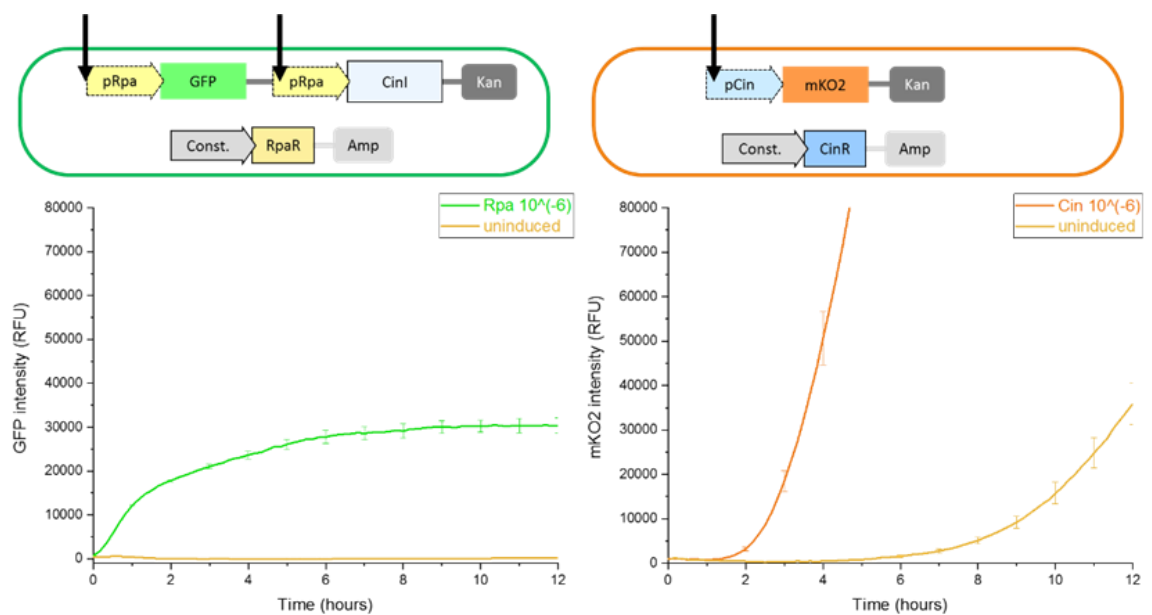 pRpa GFP pRpa CinI Kan
Const. RpaR Amp
pCin mKO2 Kan
Const. CinR Amp
Rpa 10^(-6)
uninduced
80000
70000
60000
50000
40000
30000
20000
10000
0
GFP intensity (RFU)
0 2 4 6 8 10 12
Time (hours)
Cin 10^(-6)
uninduced
80000
70000
60000
50000
40000
30000
20000
10000
0
mKO2 intensity (RFU)
0 2 4 6 8 10 12
Time (hours)